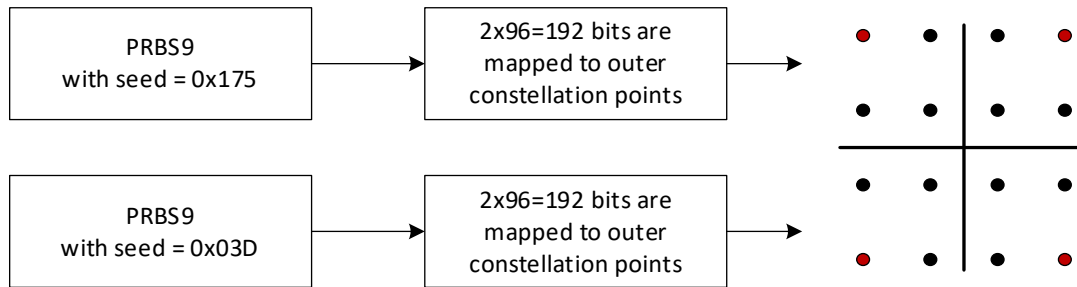 PRBS9
with seed = 0x175
2x96=192 bits are
mapped to outer
constellation points
PRBS9
with seed = 0x03D
2x96=192 bits are
mapped to outer
constellation points